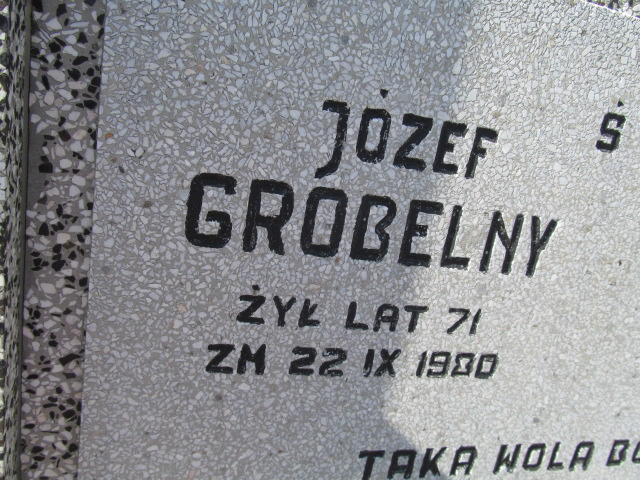 JÓZEF
GROBELNY
ŻYŁ LAT 71
ZM 22 IX 1980
TAKA WOLA